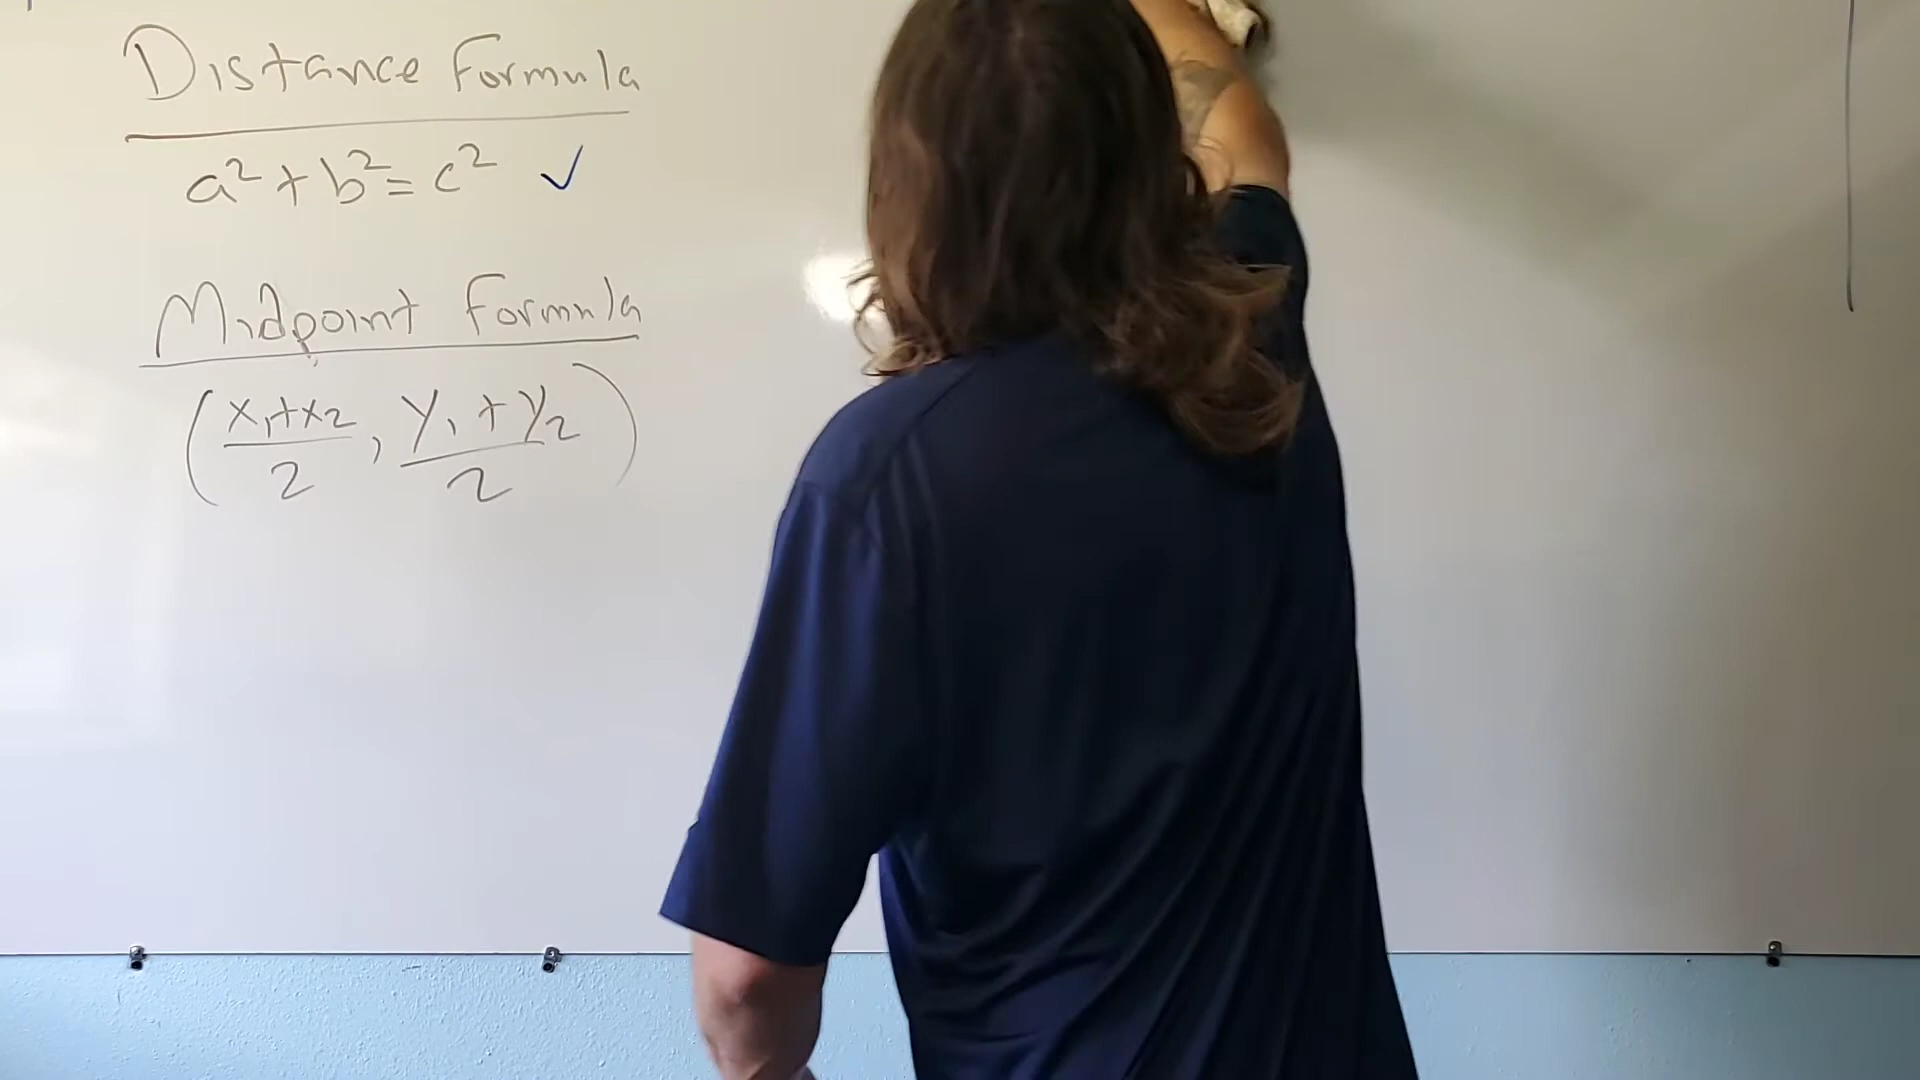 Distance Formula
a² + b² = c² ✓
Midpoint Formula
(x₁+x₂/2, y₁+y₂/2)